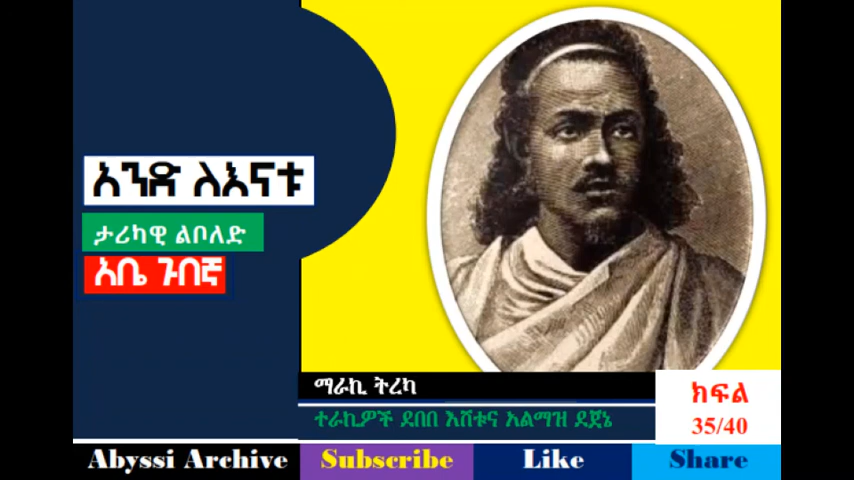 አንድ ለእናቱ
ታሪካዊ ልቦለድ
አቤ ጉበኛ
ማራኪ ትረካ
ተራኪዎች ደበበ እሸቱና አልማዝ ደጀኔ
ክፍል
35/40
Abyssi Archive Subscribe Like Share